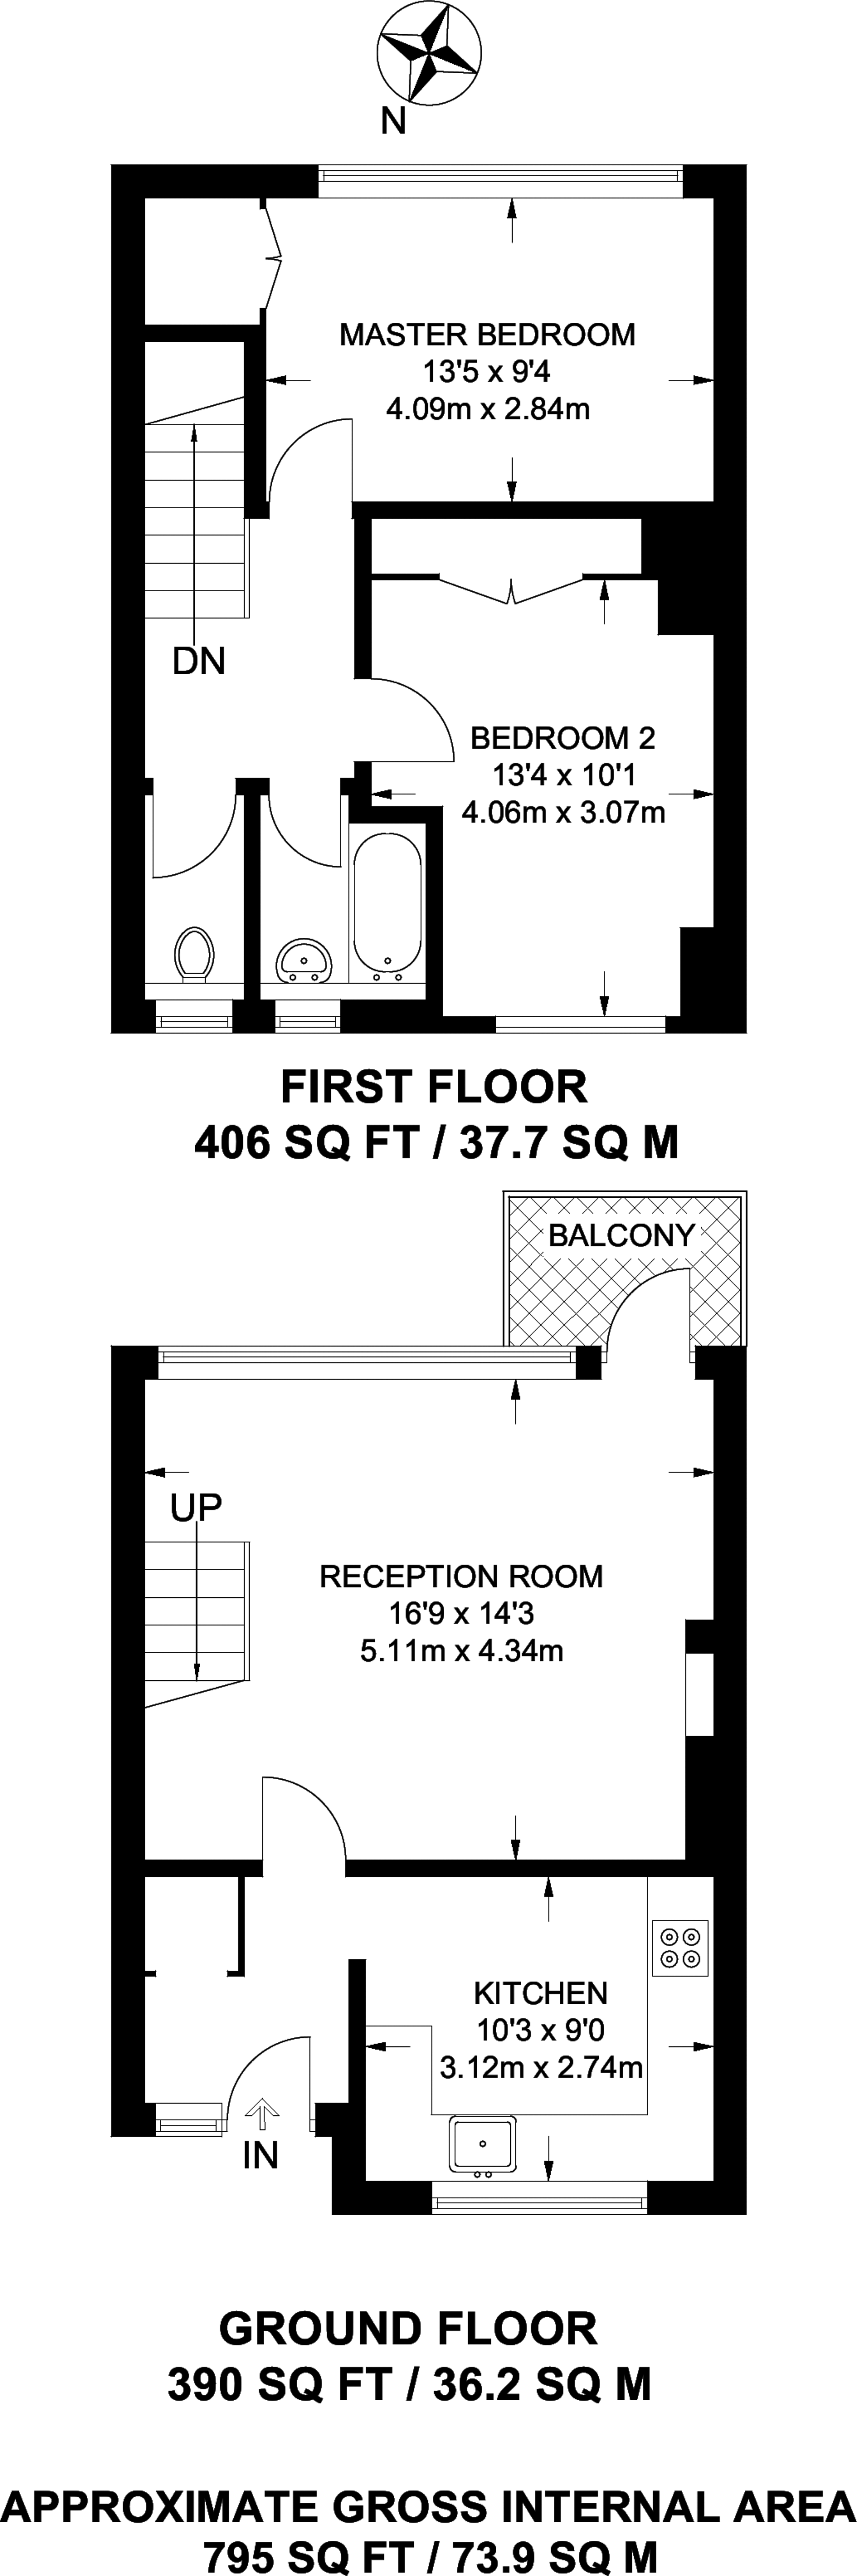 N
MASTER BEDROOM
13'5 x 9'4
4.09m x 2.84m
DN
BEDROOM 2
13'4 x 10'1
4.06m x 3.07m
FIRST FLOOR
406 SQ FT / 37.7 SQ M
BALCONY
UP
RECEPTION ROOM
16'9 x 14'3
5.11m x 4.34m
KITCHEN
10'3 x 9'0
3.12m x 2.74m
IN
GROUND FLOOR
390 SQ FT / 36.2 SQ M
APPROXIMATE GROSS INTERNAL AREA
795 SQ FT / 73.9 SQ M